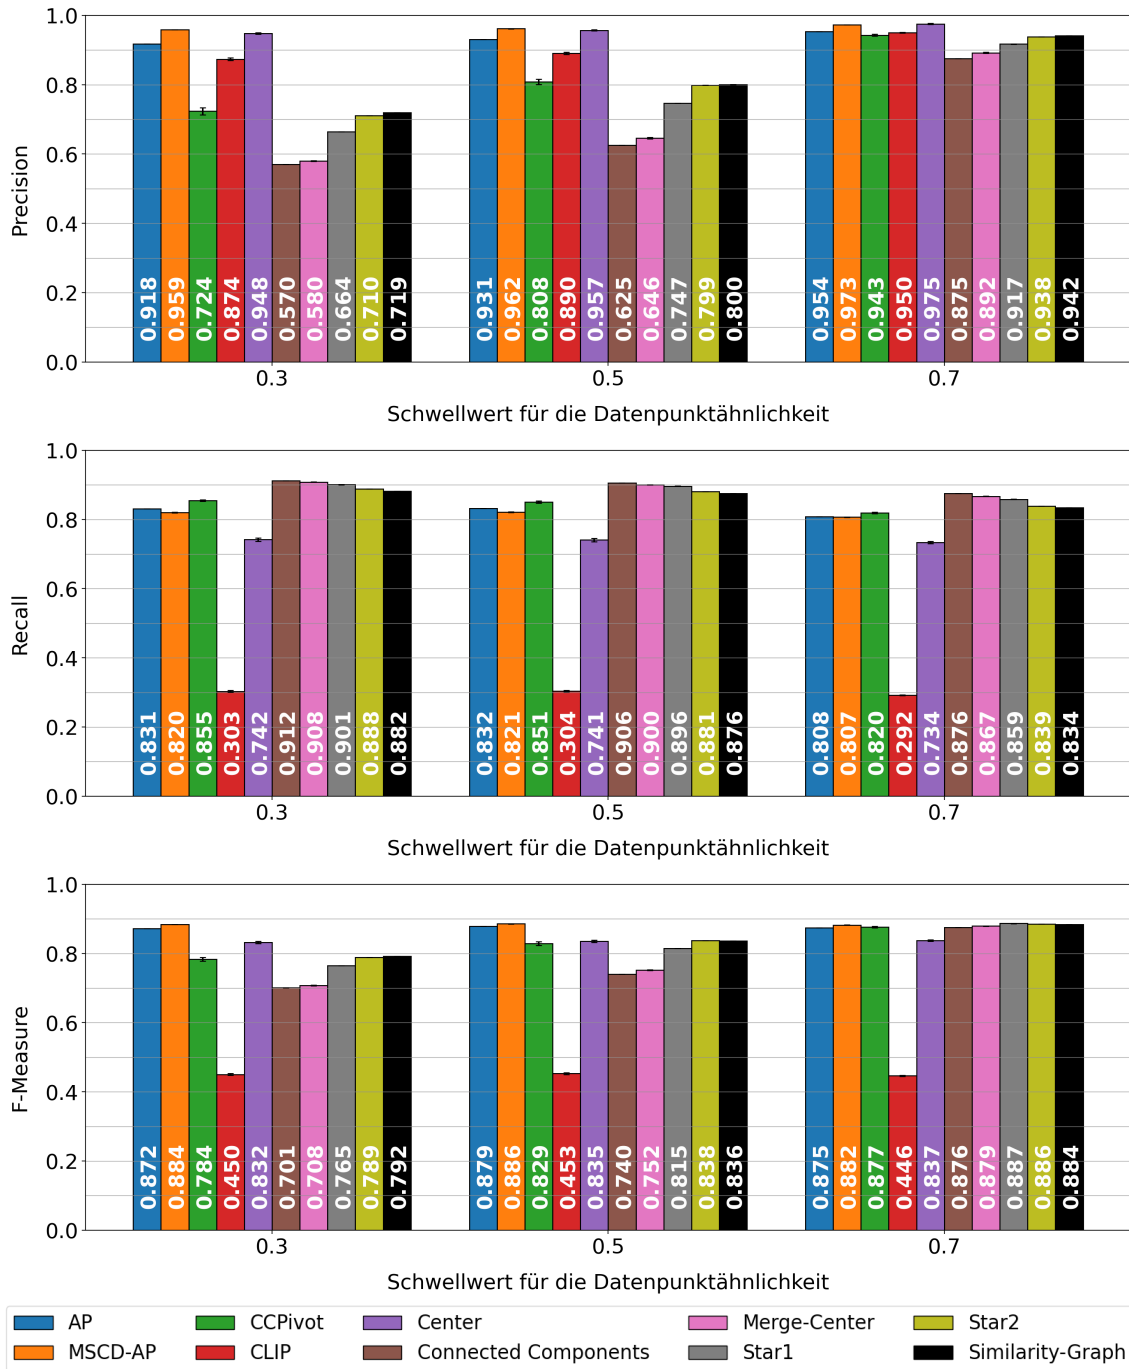 1.0
0.8
0.6
0.4
0.2
0.0
Precision
0.918 0.959 0.724 0.874 0.948 0.570 0.580 0.664 0.710 0.719
0.931 0.962 0.808 0.890 0.957 0.625 0.646 0.747 0.799 0.800
0.954 0.973 0.943 0.950 0.975 0.875 0.892 0.917 0.938 0.942
0.3 0.5 0.7
Schwellwert für die Datenpunktähnlichkeit
1.0
0.8
0.6
0.4
0.2
0.0
Recall
0.831 0.820 0.855 0.303 0.742 0.912 0.908 0.901 0.888 0.882
0.832 0.821 0.851 0.304 0.741 0.906 0.900 0.896 0.881 0.876
0.808 0.807 0.820 0.292 0.734 0.876 0.867 0.859 0.839 0.834
0.3 0.5 0.7
Schwellwert für die Datenpunktähnlichkeit
1.0
0.8
0.6
0.4
0.2
0.0
F-Measure
0.872 0.884 0.784 0.450 0.832 0.701 0.708 0.765 0.789 0.792
0.879 0.886 0.829 0.453 0.835 0.740 0.752 0.815 0.838 0.836
0.875 0.882 0.877 0.446 0.837 0.876 0.879 0.887 0.886 0.884
0.3 0.5 0.7
Schwellwert für die Datenpunktähnlichkeit
AP CCPivot Center Merge-Center Star2
MSCD-AP CLIP Connected Components Star1 Similarity-Graph